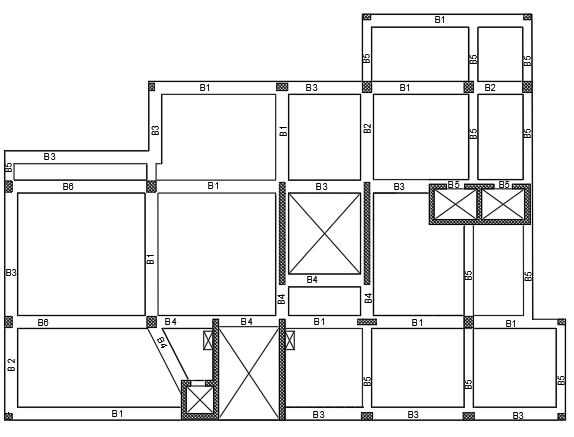 B1
B5 B5 B5
B1 B3 B1 B2
B3 B1 B2 B5 B5
B3
B5
B6 B1 B3 B3 B5 B5
B1
B3 B4 B5 B5
B4 B4
B6 B4 B4 B1 B1 B1
B4
B2 B5 B5 B5
B1 B3 B3 B3